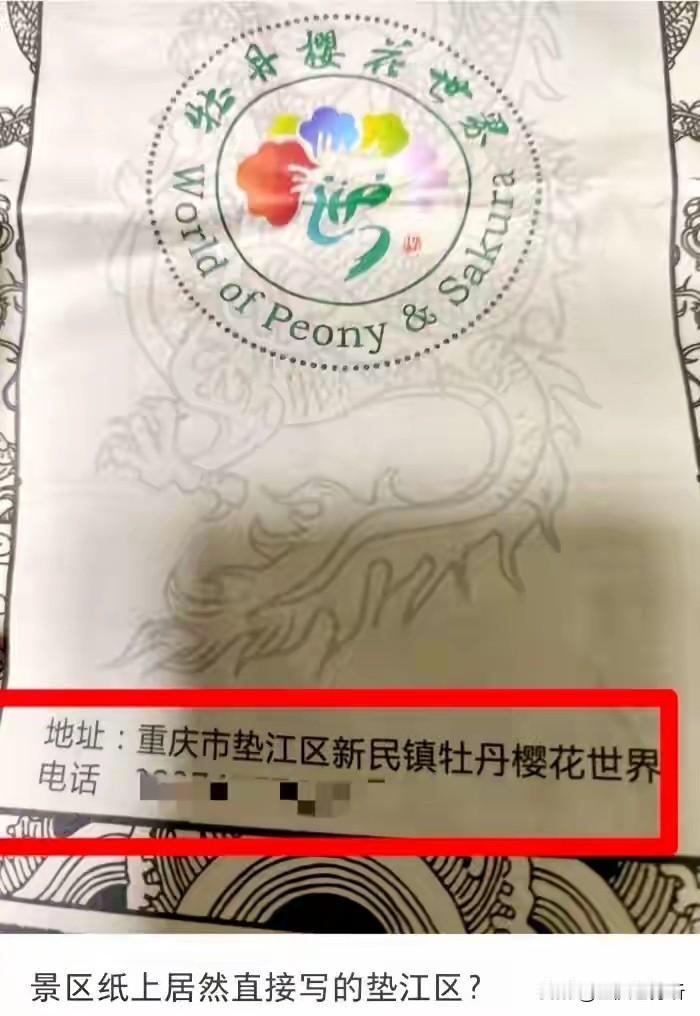 牡丹樱花世界
World of Peony & Sakura
地址：重庆市垫江区新民镇牡丹樱花世界
电话
景区纸上居然直接写的垫江区？